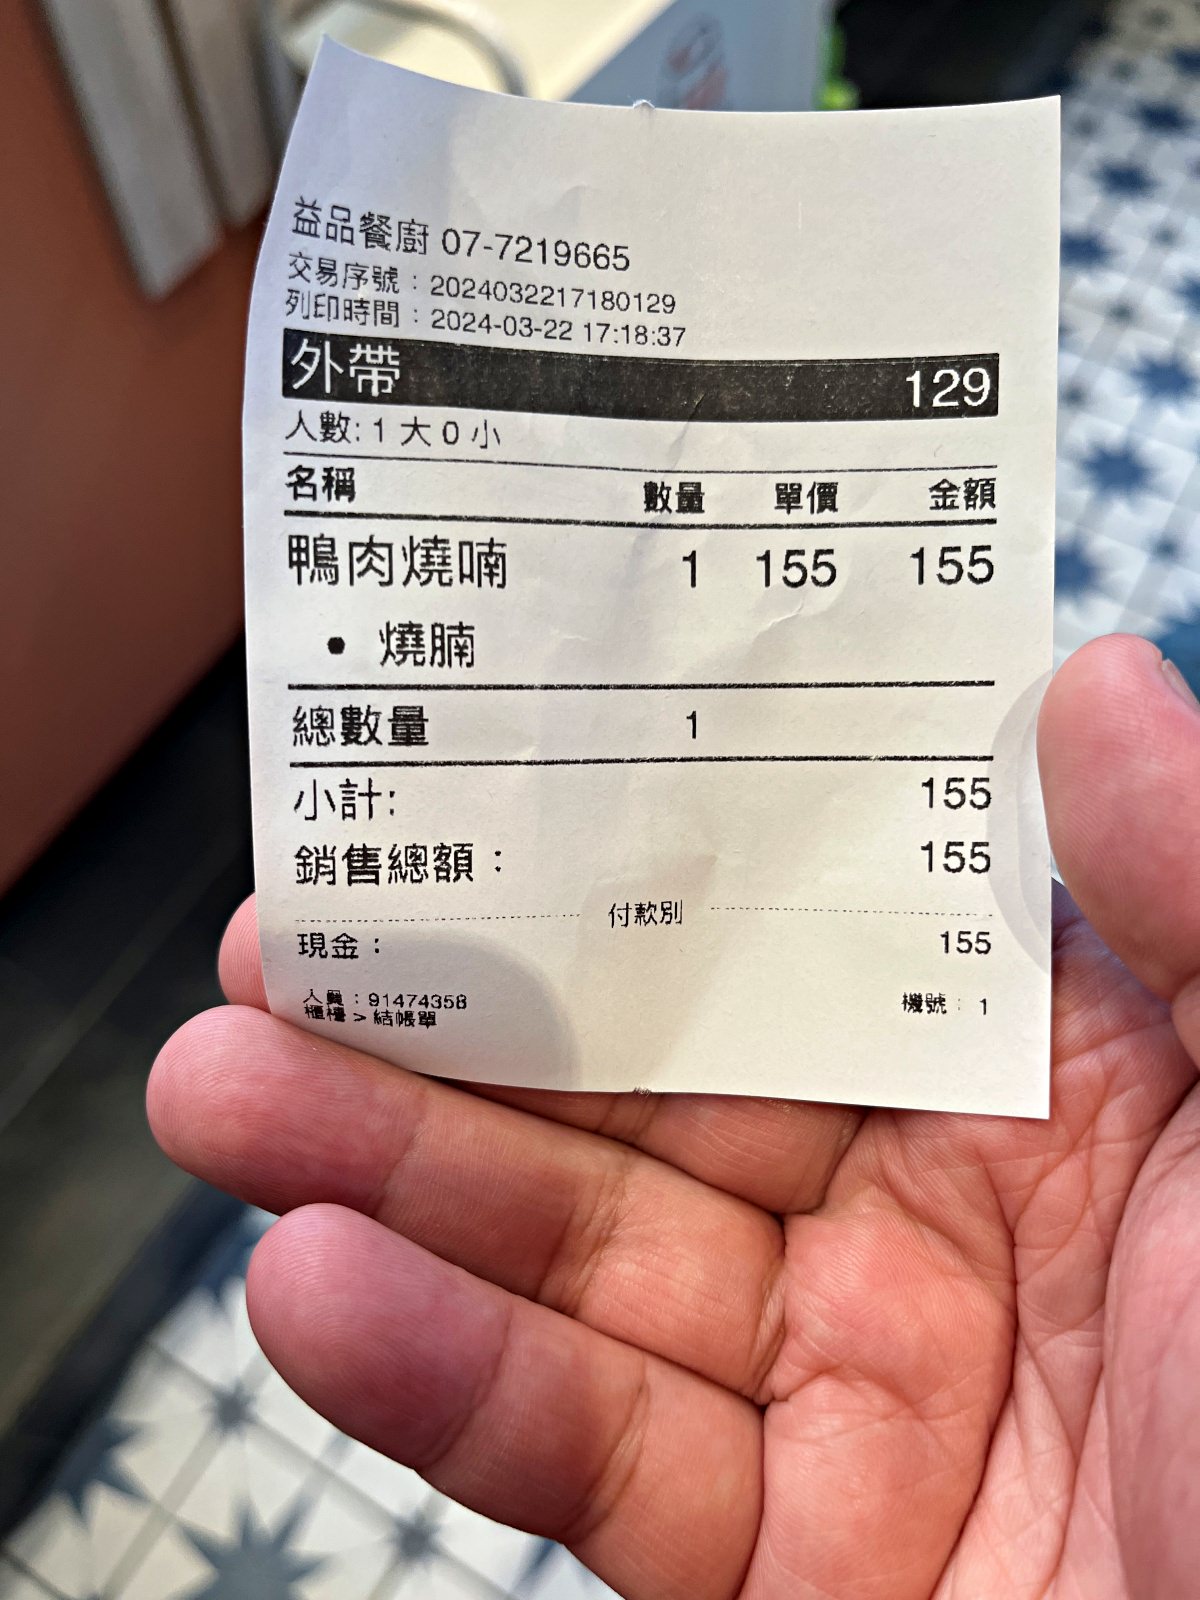 益品餐廚 07-7219665
交易序號：2024032217180129
列印時間：2024-03-22 17:18:37
外帶 129
人數: 1 大 0 小
名稱 數量 單價 金額
鴨肉燒喃 1 155 155
• 燒腩
總數量 1
小計: 155
銷售總額： 155
付款別
現金： 155
人員：91474358 機號：1
櫃檯 > 結帳單